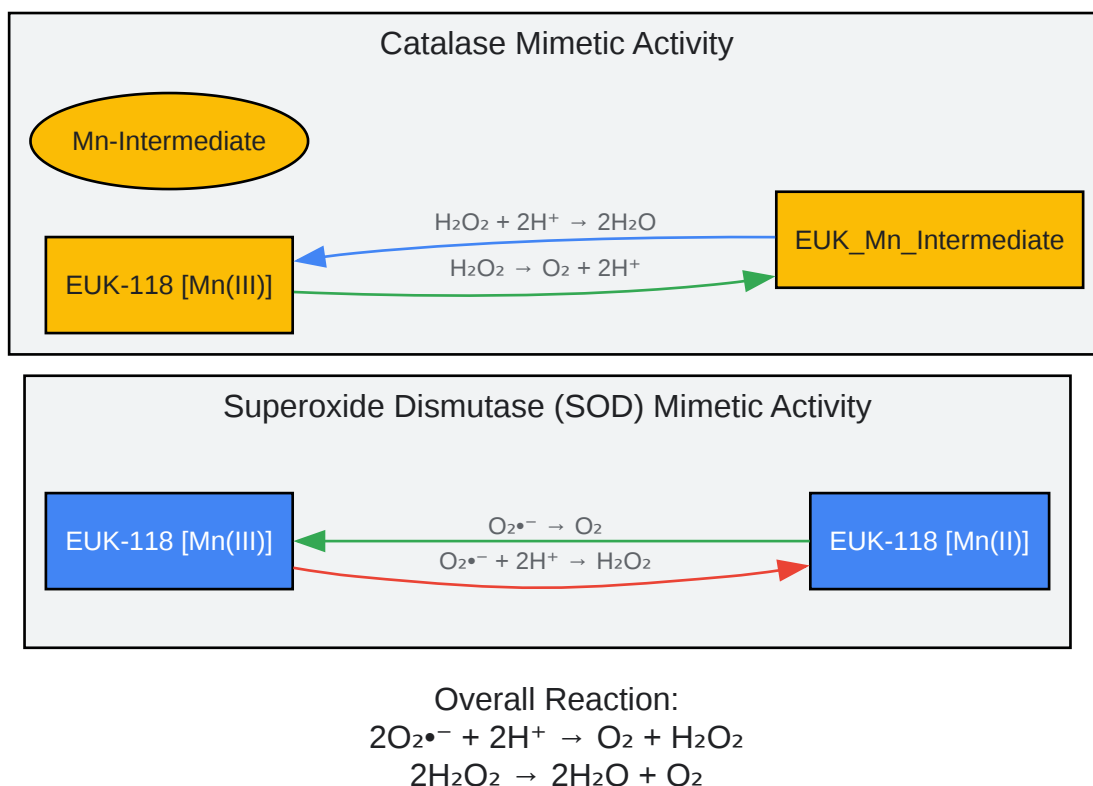 Catalase Mimetic Activity
Mn-Intermediate
H₂O₂ + 2H⁺ → 2H₂O
EUK_Mn_Intermediate
H₂O₂ → O₂ + 2H⁺
EUK-118 [Mn(III)]
Superoxide Dismutase (SOD) Mimetic Activity
EUK-118 [Mn(III)]
O₂•⁻ → O₂
O₂•⁻ + 2H⁺ → H₂O₂
EUK-118 [Mn(II)]
Overall Reaction:
2O₂•⁻ + 2H⁺ → O₂ + H₂O₂
2H₂O₂ → 2H₂O + O₂